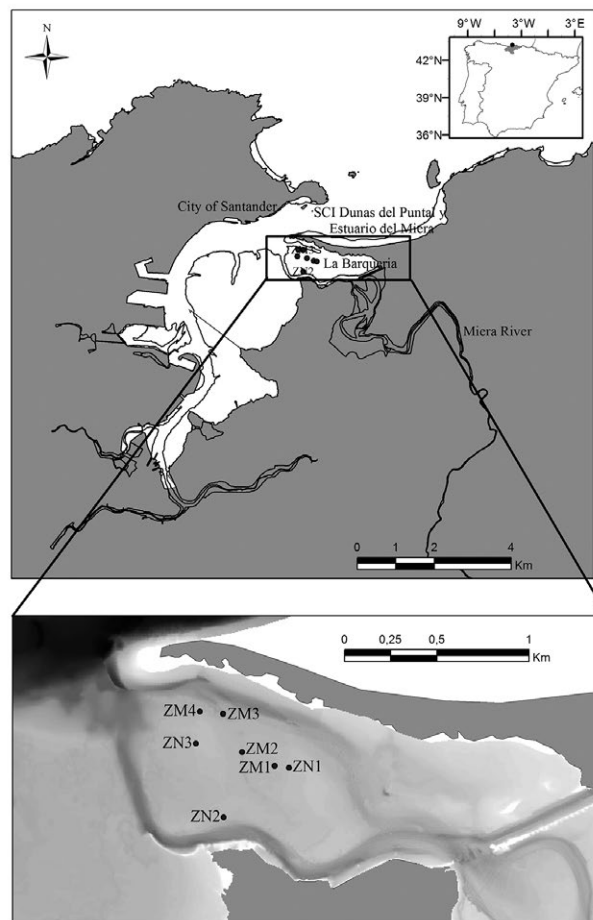 N
9°W 3°W 3°E
42°N
39°N
36°N
City of Santander
SCI Dunas del Puntal y
Estuario del Miera
La Barqueria
ZN2
Miera River
0 1 2 4
Km
0 0,25 0,5 1
Km
ZM4
ZM3
ZN3
ZM2
ZM1
ZN1
ZN2